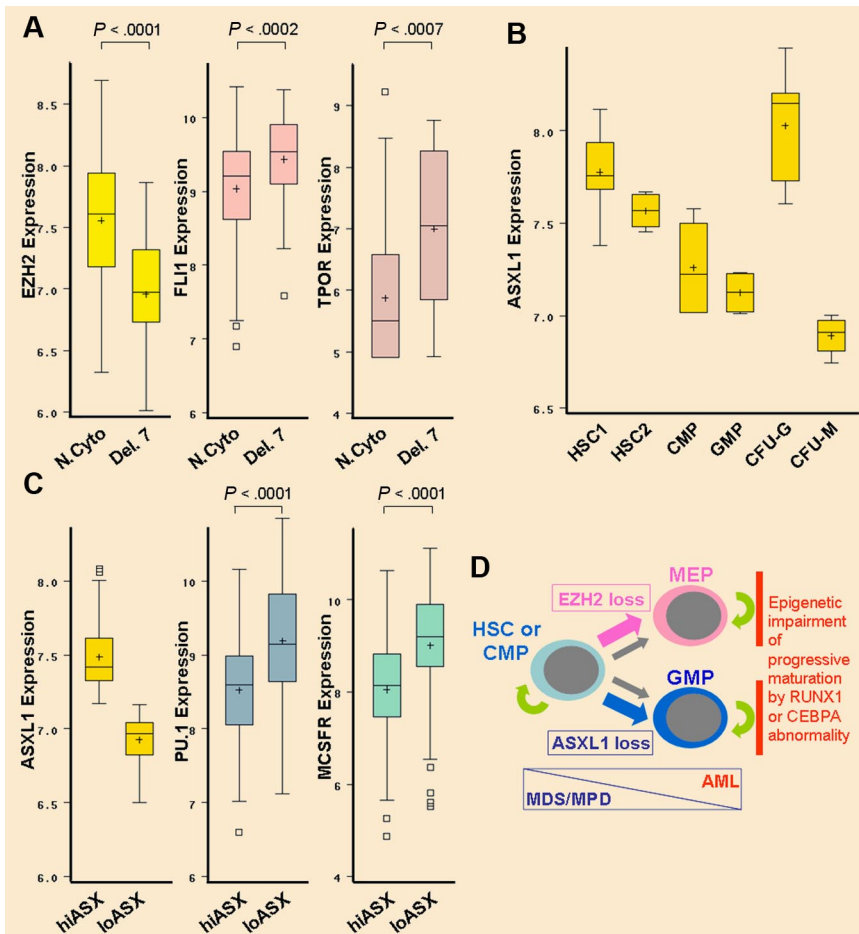 A
P < .0001
P < .0002
P < .0007
EZH2 Expression
8.5
8.0
7.5
7.0
6.5
6.0
N.Cyto
Del. 7
FLI1 Expression
10
9
8
7
6
N.Cyto
Del. 7
TPOR Expression
9
8
7
6
5
4
N.Cyto
Del. 7
B
ASXL1 Expression
8.0
7.5
7.0
6.5
HSC1
HSC2
CMP
GMP
CFU-G
CFU-M
C
P < .0001
P < .0001
ASXL1 Expression
8.0
7.5
7.0
6.5
6.0
hiASX
loASX
PU.1 Expression
10
9
8
7
6
hiASX
loASX
MCSFR Expression
10
8
6
4
hiASX
loASX
D
MEP
EZH2 loss
HSC or
CMP
GMP
ASXL1 loss
Epigenetic
impairment
of
progressive
maturation
by RUNX1
or CEBPA
abnormality
AML
MDS/MPD